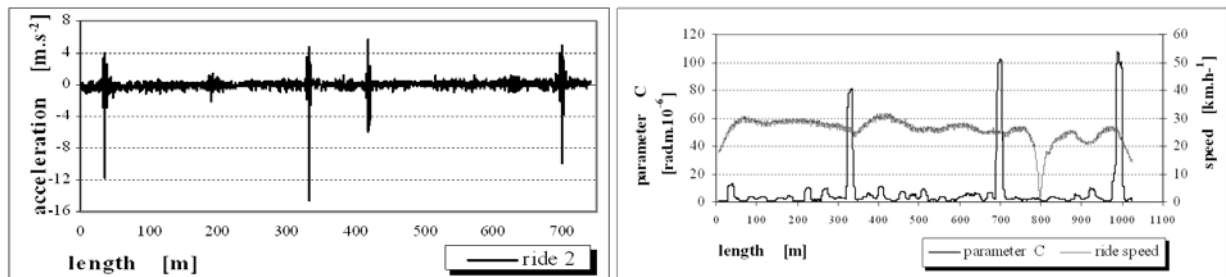 acceleration [m.s-2]
8
4
0
-4
-8
-12
-16
0 100 200 300 400 500 600 700
length [m]
ride 2
parameter C
[rad.m.10-6]
120
100
80
60
40
20
0
0 100 200 300 400 500 600 700 800 900 1000 1100
60
50
40
30
20
10
0
speed [km.h-1]
length [m]
parameter C ride speed